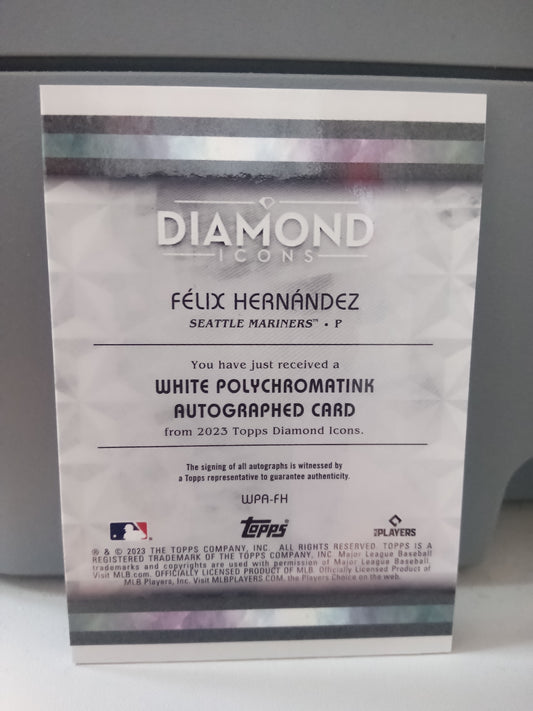 DIAMOND
ICONS
FÉLIX HERNÁNDEZ
SEATTLE MARINERS™ • P
You have just received a
WHITE POLYCHROMATINK
AUTOGRAPHED CARD
from 2023 Topps Diamond Icons.
The signing of all autographs is witnessed by
a Topps representative to guarantee authenticity.
WPA-FH
Topps®
PLAYERS
® & © 2023 THE TOPPS COMPANY, INC. ALL RIGHTS RESERVED. TOPPS IS A
REGISTERED TRADEMARK OF THE TOPPS COMPANY, INC. Major League Baseball
trademarks and copyrights are used with permission of Major League Baseball.
Visit MLB.com. OFFICIALLY LICENSED PRODUCT OF MLB. Officially Licensed Product of
MLB Players, Inc. Visit MLBPLAYERS.COM, the Players Choice on the web.